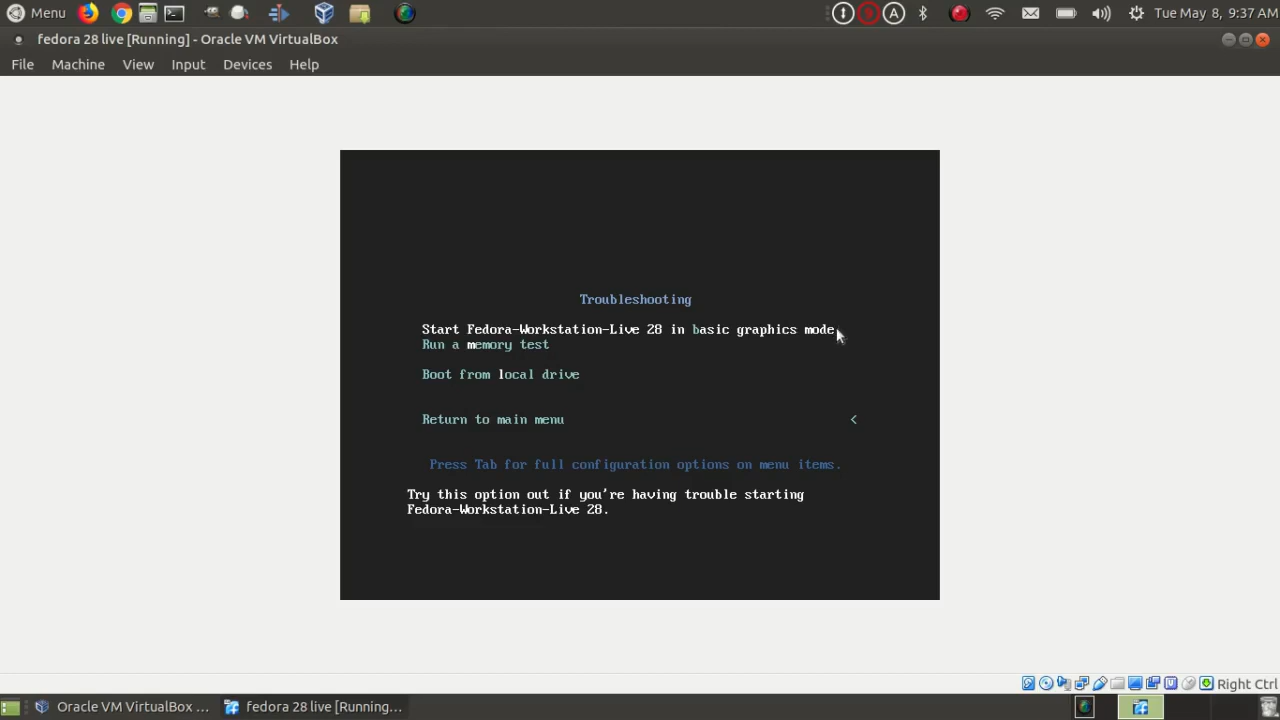 Menu
A
Tue May 8, 9:37 AM
fedora 28 live [Running] - Oracle VM VirtualBox
File Machine View Input Devices Help
Troubleshooting
Start Fedora-Workstation-Live 28 in basic graphics mode.
Run a memory test
Boot from local drive
Return to main menu <
Press Tab for full configuration options on menu items.
Try this option out if you're having trouble starting
Fedora-Workstation-Live 28.
Right Ctrl
Oracle VM VirtualBox ...
fedora 28 live [Running...